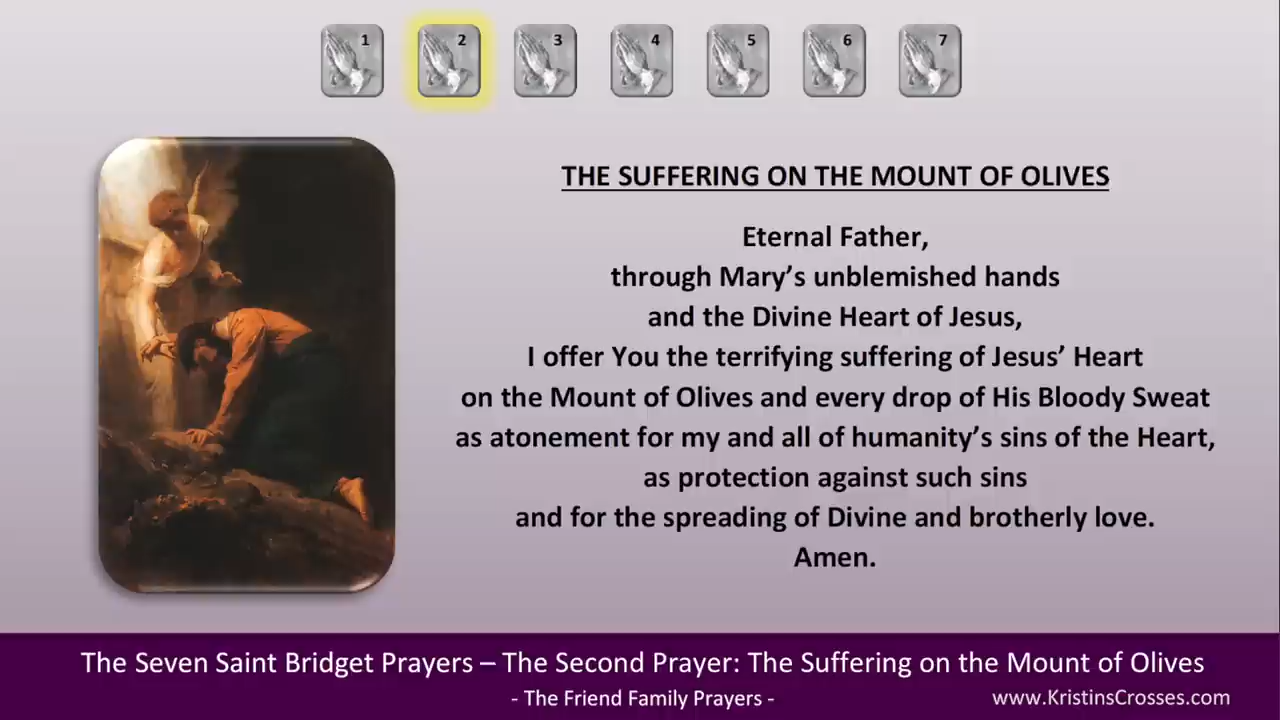 1
2
3
4
5
6
7
THE SUFFERING ON THE MOUNT OF OLIVES
Eternal Father,
through Mary’s unblemished hands
and the Divine Heart of Jesus,
I offer You the terrifying suffering of Jesus’ Heart
on the Mount of Olives and every drop of His Bloody Sweat
as atonement for my and all of humanity’s sins of the Heart,
as protection against such sins
and for the spreading of Divine and brotherly love.
Amen.
The Seven Saint Bridget Prayers – The Second Prayer: The Suffering on the Mount of Olives
- The Friend Family Prayers -
www.KristinsCrosses.com